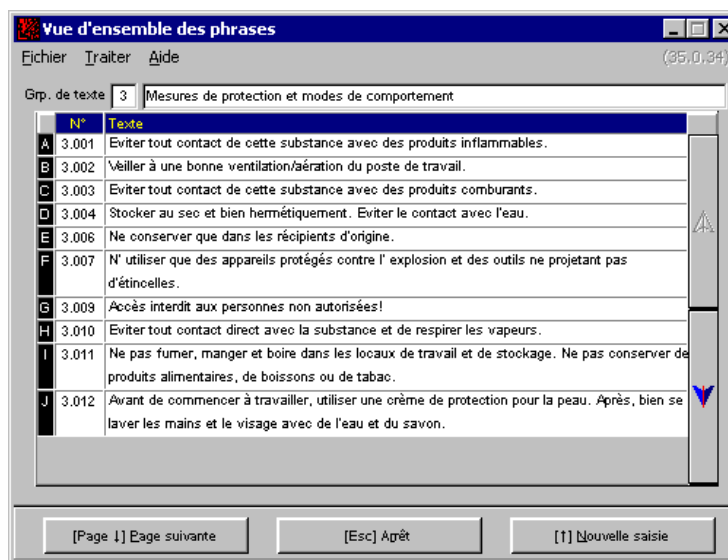 Vue d'ensemble des phrases
Fichier Traiter Aide (35.0.34)
Grp. de texte 3 Mesures de protection et modes de comportement
N° Texte
A 3.001 Eviter tout contact de cette substance avec des produits inflammables.
B 3.002 Veiller à une bonne ventilation/aération du poste de travail.
C 3.003 Eviter tout contact de cette substance avec des produits comburants.
D 3.004 Stocker au sec et bien hermétiquement. Eviter le contact avec l'eau.
E 3.006 Ne conserver que dans les récipients d'origine.
F 3.007 N' utiliser que des appareils protégés contre l' explosion et des outils ne projetant pas
d'étincelles.
G 3.009 Accès interdit aux personnes non autorisées!
H 3.010 Eviter tout contact direct avec la substance et de respirer les vapeurs.
I 3.011 Ne pas fumer, manger et boire dans les locaux de travail et de stockage. Ne pas conserver de
produits alimentaires, de boissons ou de tabac.
J 3.012 Avant de commencer à travailler, utiliser une crème de protection pour la peau. Après, bien se
laver les mains et le visage avec de l'eau et du savon.
[Page ↓] Page suivante [Esc] Arrêt [↑] Nouvelle saisie